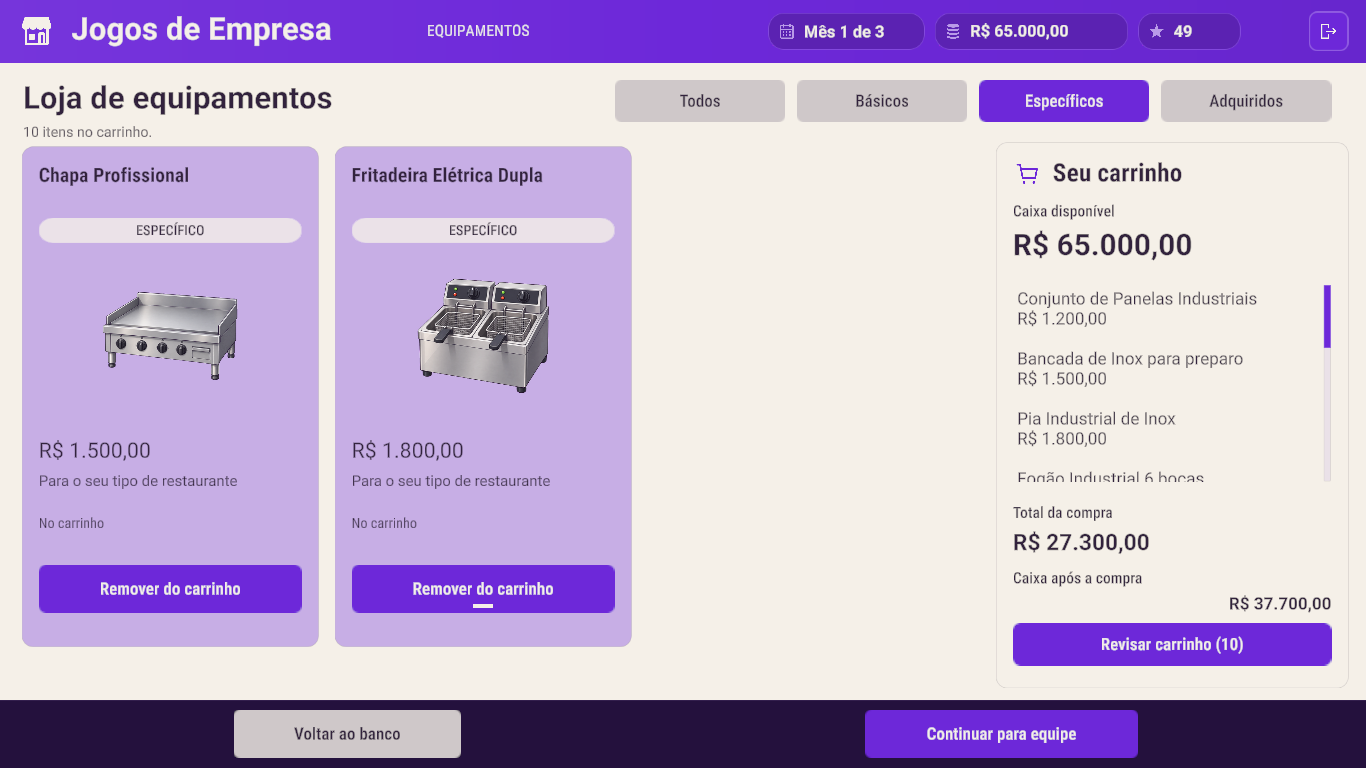 Jogos de Empresa
EQUIPAMENTOS
Mês 1 de 3
R$ 65.000,00
49
Loja de equipamentos
10 itens no carrinho.
Todos
Básicos
Específicos
Adquiridos
Chapa Profissional
ESPECÍFICO
R$ 1.500,00
Para o seu tipo de restaurante
No carrinho
Remover do carrinho
Fritadeira Elétrica Dupla
ESPECÍFICO
R$ 1.800,00
Para o seu tipo de restaurante
No carrinho
Remover do carrinho
Seu carrinho
Caixa disponível
R$ 65.000,00
Conjunto de Panelas Industriais
R$ 1.200,00
Bancada de Inox para preparo
R$ 1.500,00
Pia Industrial de Inox
R$ 1.800,00
Fogão Industrial 6 bocas
Total da compra
R$ 27.300,00
Caixa após a compra
R$ 37.700,00
Revisar carrinho (10)
Voltar ao banco
Continuar para equipe